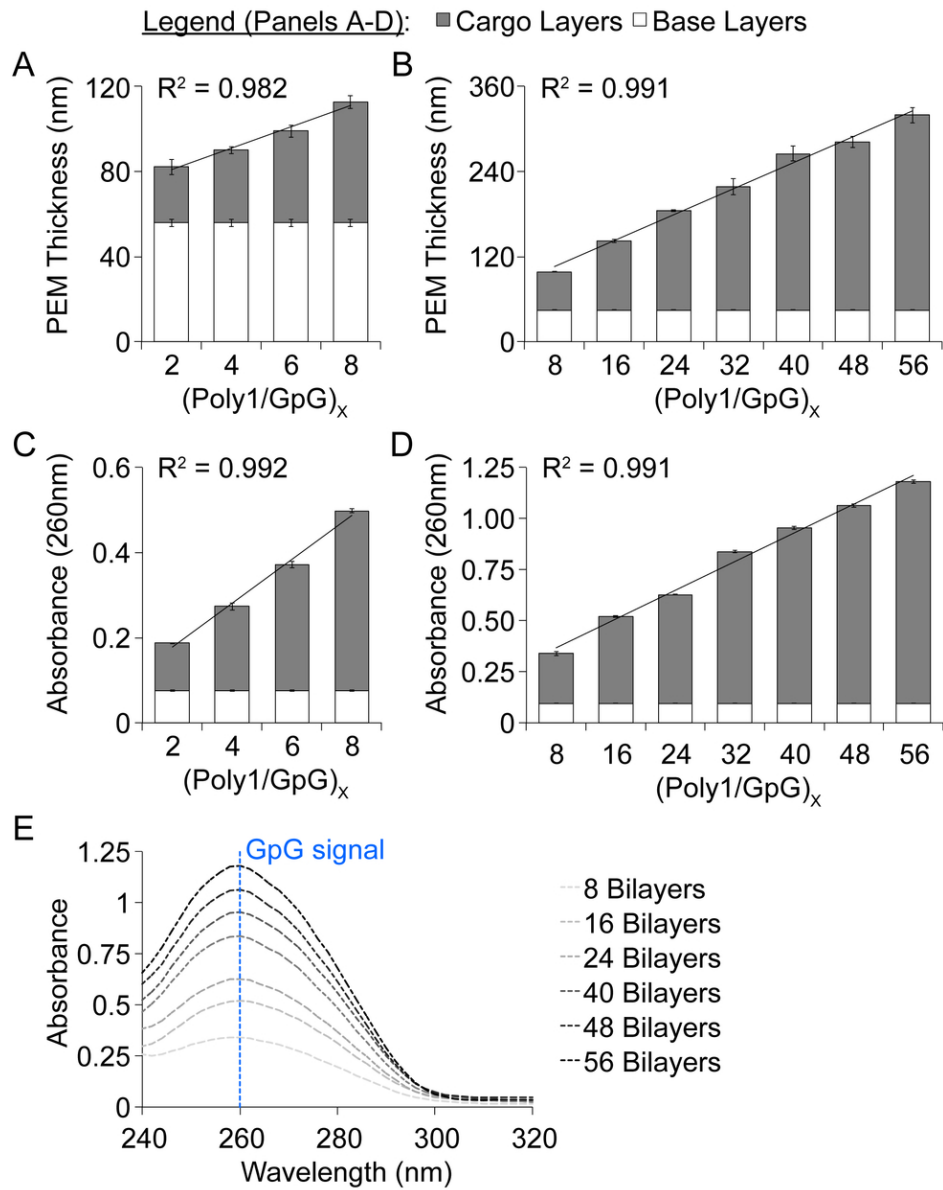 Legend (Panels A-D): Cargo Layers Base Layers
A
R² = 0.982
PEM Thickness (nm)
120
80
40
0
2 4 6 8
(Poly1/GpG)ₓ
B
R² = 0.991
PEM Thickness (nm)
360
240
120
0
8 16 24 32 40 48 56
(Poly1/GpG)ₓ
C
R² = 0.992
Absorbance (260nm)
0.6
0.4
0.2
0
2 4 6 8
(Poly1/GpG)ₓ
D
R² = 0.991
Absorbance (260nm)
1.25
1.00
0.75
0.50
0.25
0
8 16 24 32 40 48 56
(Poly1/GpG)ₓ
E
GpG signal
Absorbance
1.25
1
0.75
0.5
0.25
0
240 260 280 300 320
Wavelength (nm)
8 Bilayers
16 Bilayers
24 Bilayers
40 Bilayers
48 Bilayers
56 Bilayers